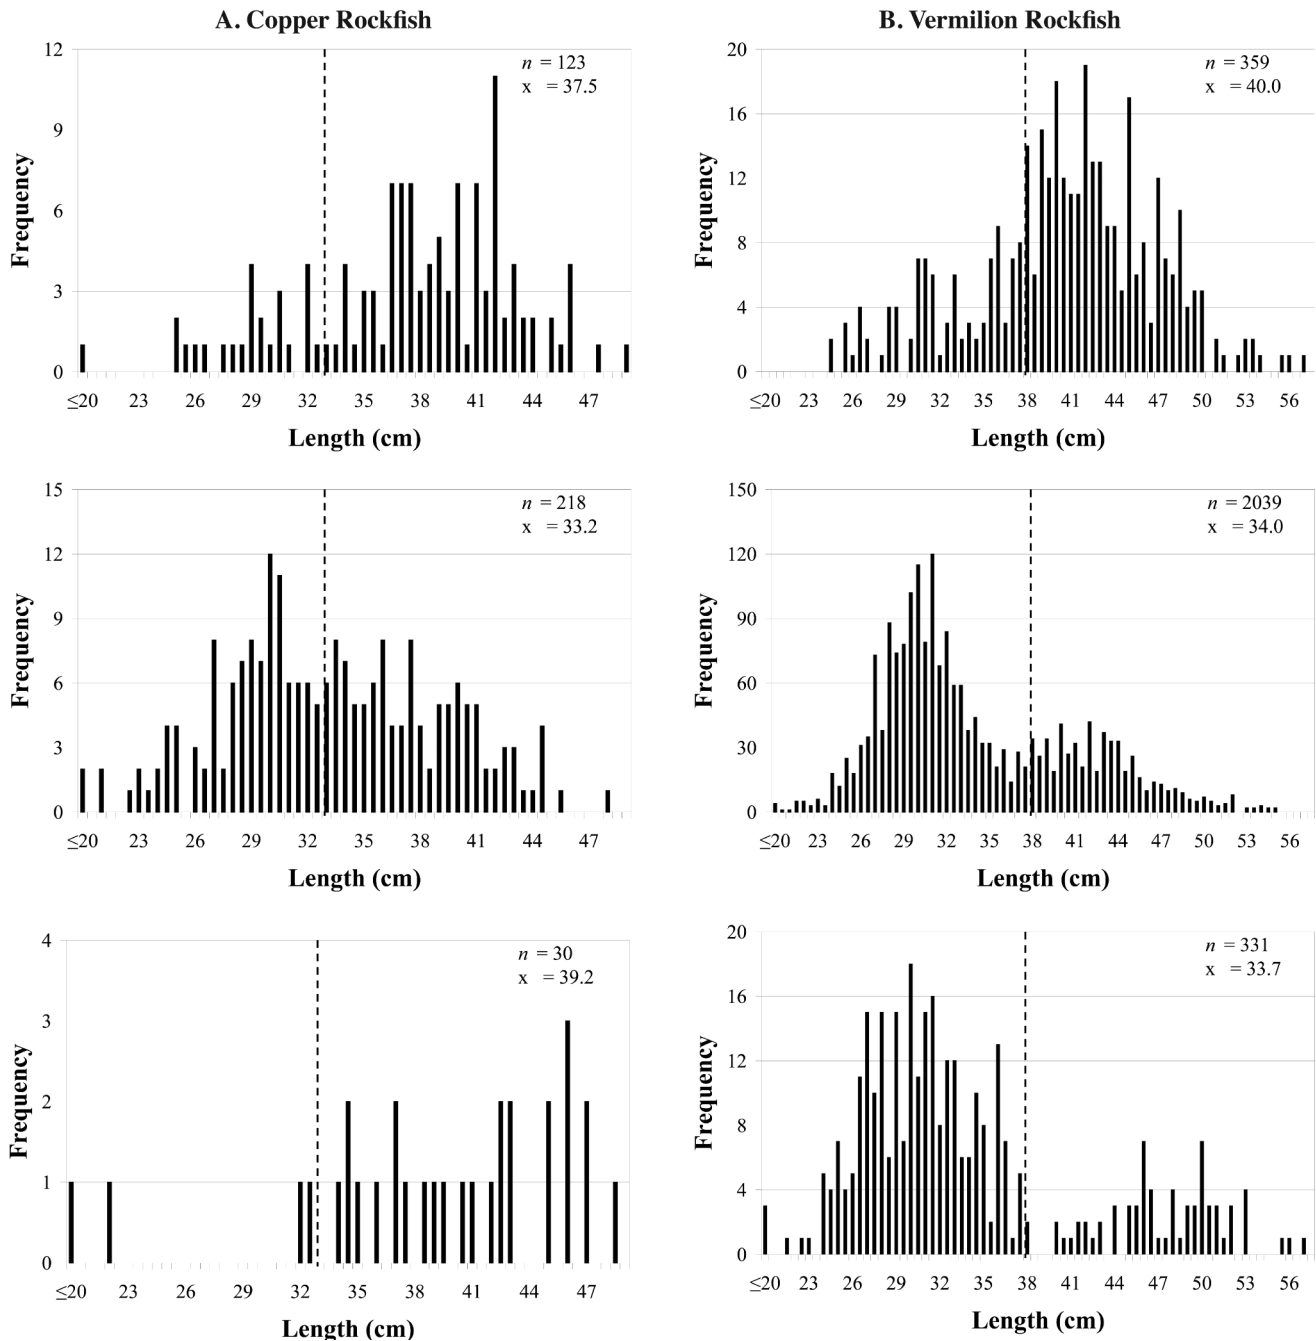 A. Copper Rockfish
12
9
6
3
0
Frequency
n = 123
x = 37.5
≤20 23 26 29 32 35 38 41 44 47
Length (cm)
B. Vermilion Rockfish
20
16
12
8
4
0
Frequency
n = 359
x = 40.0
≤20 23 26 29 32 35 38 41 44 47 50 53 56
Length (cm)
15
12
9
6
3
0
Frequency
n = 218
x = 33.2
≤20 23 26 29 32 35 38 41 44 47
Length (cm)
150
120
90
60
30
0
Frequency
n = 2039
x = 34.0
≤20 23 26 29 32 35 38 41 44 47 50 53 56
Length (cm)
4
3
2
1
0
Frequency
n = 30
x = 39.2
≤20 23 26 29 32 35 38 41 44 47
Length (cm)
20
16
12
8
4
0
Frequency
n = 331
x = 33.7
≤20 23 26 29 32 35 38 41 44 47 50 53 56
Length (cm)